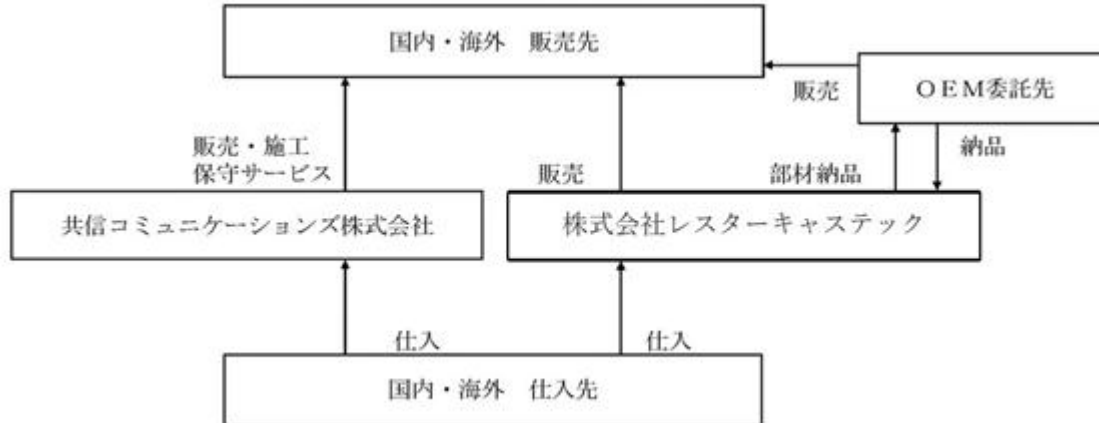 国内・海外　販売先
販売
ＯＥＭ委託先
販売・施工
保守サービス
販売
部材納品
納品
共信コミュニケーションズ株式会社
株式会社レスターキャステック
仕入
仕入
国内・海外　仕入先